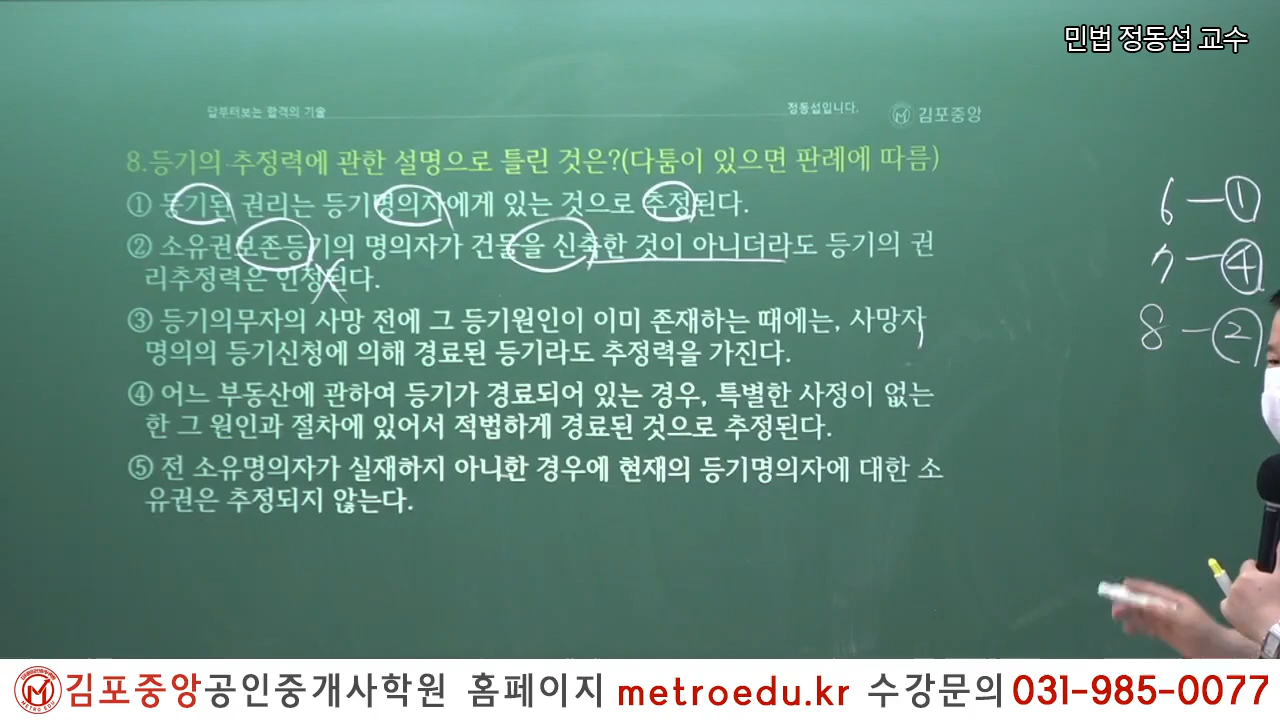 민법 정동섭 교수
답부터보는 합격의 기술
정동섭입니다.
김포중앙
8.등기의 추정력에 관한 설명으로 틀린 것은?(다툼이 있으면 판례에 따름)
① 등기된 권리는 등기명의자에게 있는 것으로 추정된다.
② 소유권보존등기의 명의자가 건물을 신축한 것이 아니더라도 등기의 권
리추정력은 인정된다.
③ 등기의무자의 사망 전에 그 등기원인이 이미 존재하는 때에는, 사망자
명의의 등기신청에 의해 경료된 등기라도 추정력을 가진다.
④ 어느 부동산에 관하여 등기가 경료되어 있는 경우, 특별한 사정이 없는
한 그 원인과 절차에 있어서 적법하게 경료된 것으로 추정된다.
⑤ 전 소유명의자가 실재하지 아니한 경우에 현재의 등기명의자에 대한 소
유권은 추정되지 않는다.
6 - ①
7 - ④
8 - ②
김포중앙공인중개사학원 홈페이지 metroedu.kr 수강문의 031-985-0077